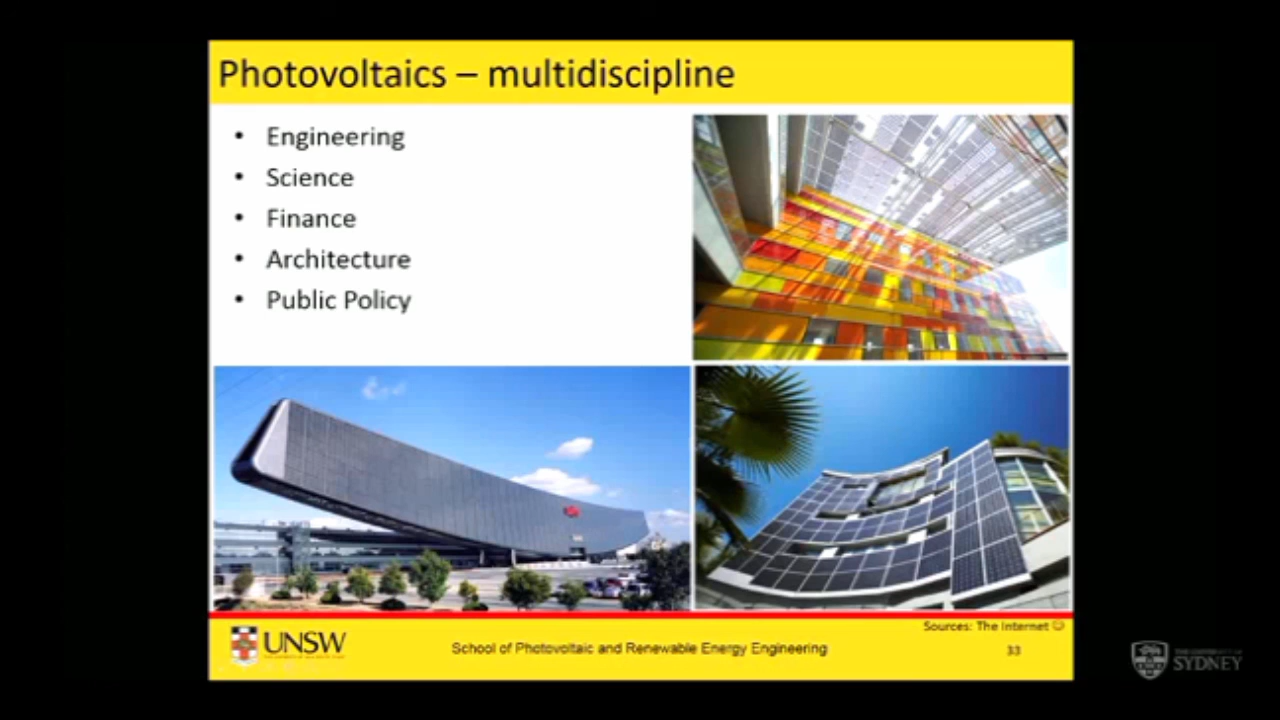 Photovoltaics – multidiscipline
• Engineering
• Science
• Finance
• Architecture
• Public Policy
Sources: The Internet ☺
UNSW
School of Photovoltaic and Renewable Energy Engineering
33
SYDNEY